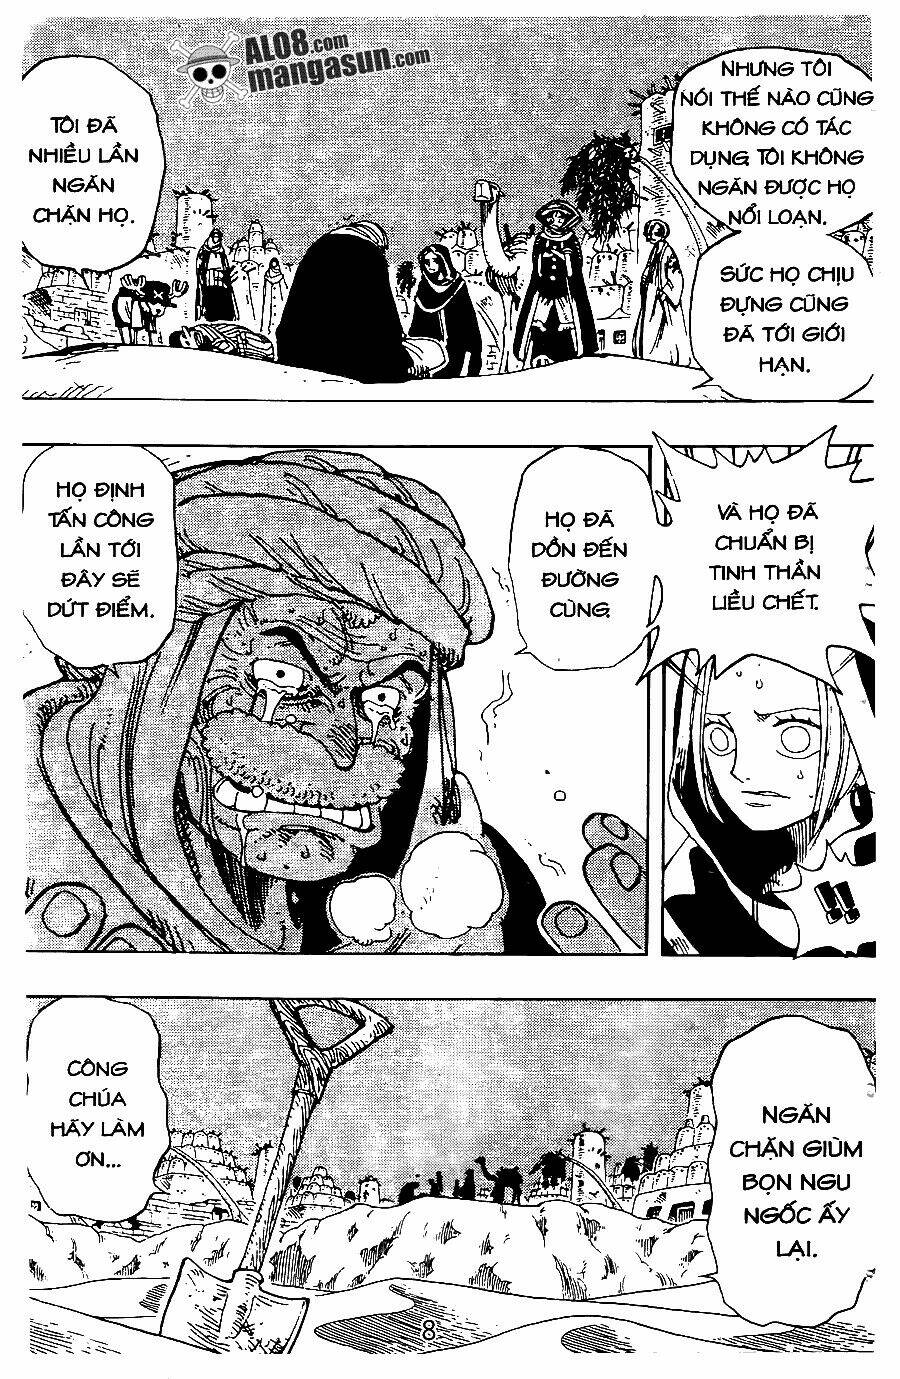 AL08.com
mangasun.com
NHƯNG TÔI
NÓI THẾ NÀO CŨNG
KHÔNG CÓ TÁC
DỤNG. TÔI KHÔNG
NGĂN ĐƯỢC HỌ
NỔI LOẠN.
SỨC HỌ CHỊU
ĐỰNG CŨNG
ĐÃ TỚI GIỚI
HẠN.
TÔI ĐÃ
NHIỀU LẦN
NGĂN
CHẶN HỌ.
VÀ HỌ ĐÃ
CHUẨN BỊ
TINH THẦN
LIỀU CHẾT.
!!
HỌ ĐÃ
DỒN ĐẾN
ĐƯỜNG
CÙNG.
HỌ ĐỊNH
TẤN CÔNG
LẦN TỚI
ĐÂY SẼ
DỨT ĐIỂM.
NGĂN
CHẶN GIÙM
BỌN NGU
NGỐC ẤY
LẠI.
CÔNG
CHÚA
HÃY LÀM
ƠN...
8